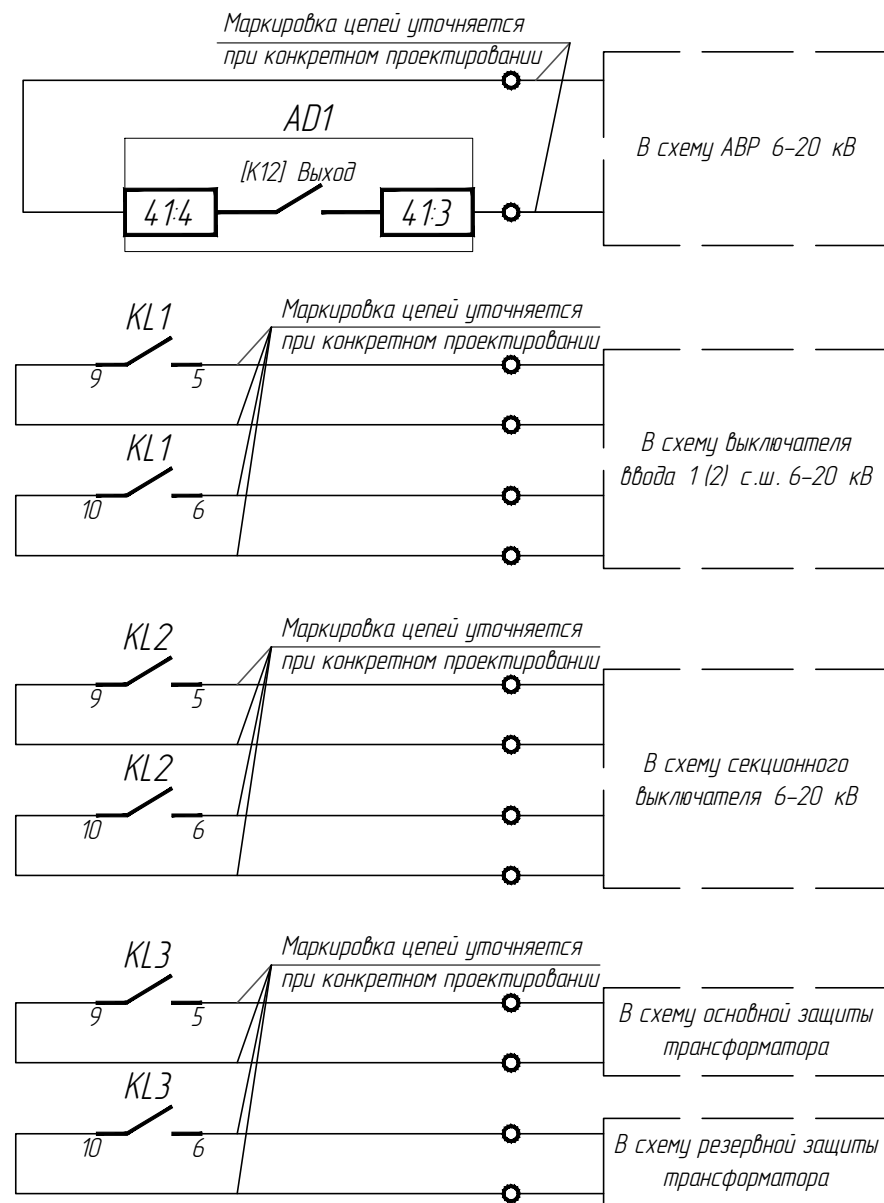 Маркировка цепей уточняется
при конкретном проектировании
AD1
[K12] Выход
41:4
41:3
В схему АВР 6-20 кВ
KL1
9
5
Маркировка цепей уточняется
при конкретном проектировании
KL1
10
6
В схему выключателя
ввода 1 (2) с.ш. 6-20 кВ
KL2
9
5
Маркировка цепей уточняется
при конкретном проектировании
KL2
10
6
В схему секционного
выключателя 6-20 кВ
KL3
9
5
Маркировка цепей уточняется
при конкретном проектировании
В схему основной защиты
трансформатора
KL3
10
6
В схему резервной защиты
трансформатора